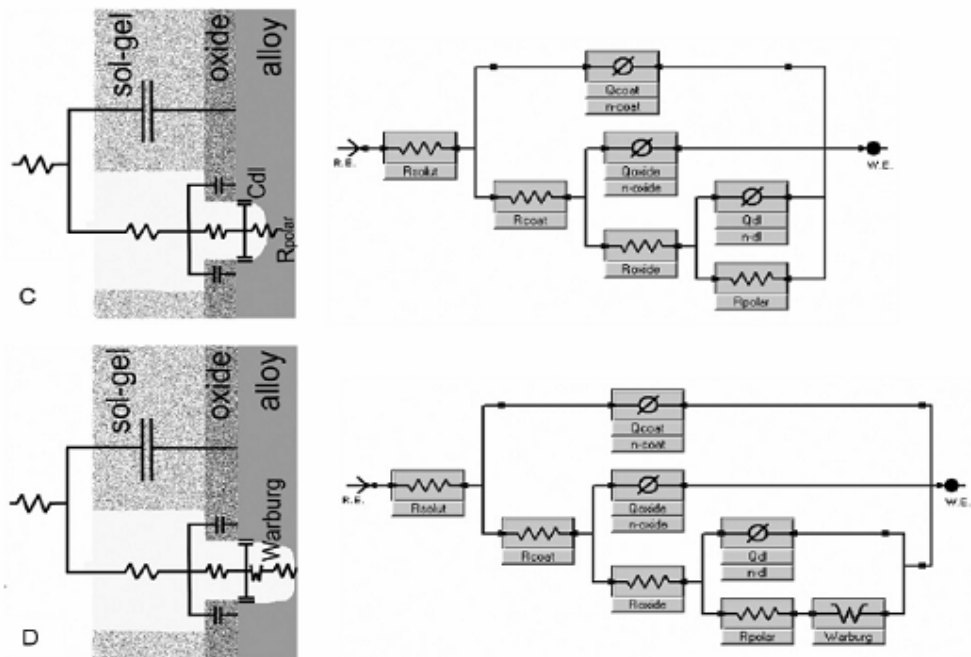 sol-gel
oxide
alloy
Cdl
Rpolar
C
R.E.
Rsolut
Qcoat
n-coat
Rcoat
Qoxide
n-oxide
Roxide
Qdl
n-dl
Rpolar
W.E.
sol-gel
oxide
alloy
Warburg
D
R.E.
Rsolut
Qcoat
n-coat
Rcoat
Qoxide
n-oxide
Roxide
Qdl
n-dl
Rpolar
Warburg
W.E.